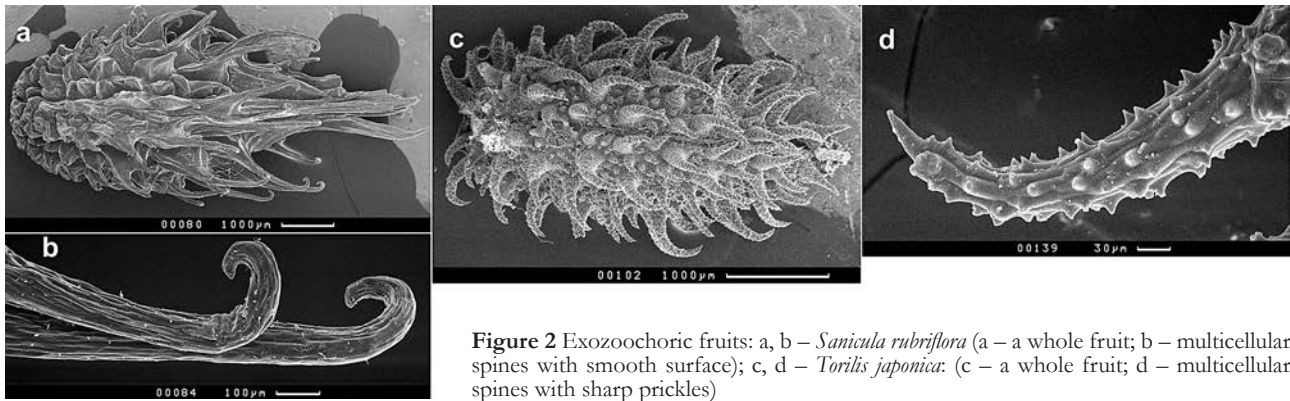 a
00080 1000µm
b
00084 100µm
c
00102 1000µm
d
00139 30µm
Figure 2 Exozoochoric fruits: a, b – Sanicula rubriflora (a – a whole fruit; b – multicellular
spines with smooth surface); c, d – Torilis japonica: (c – a whole fruit; d – multicellular
spines with sharp prickles)